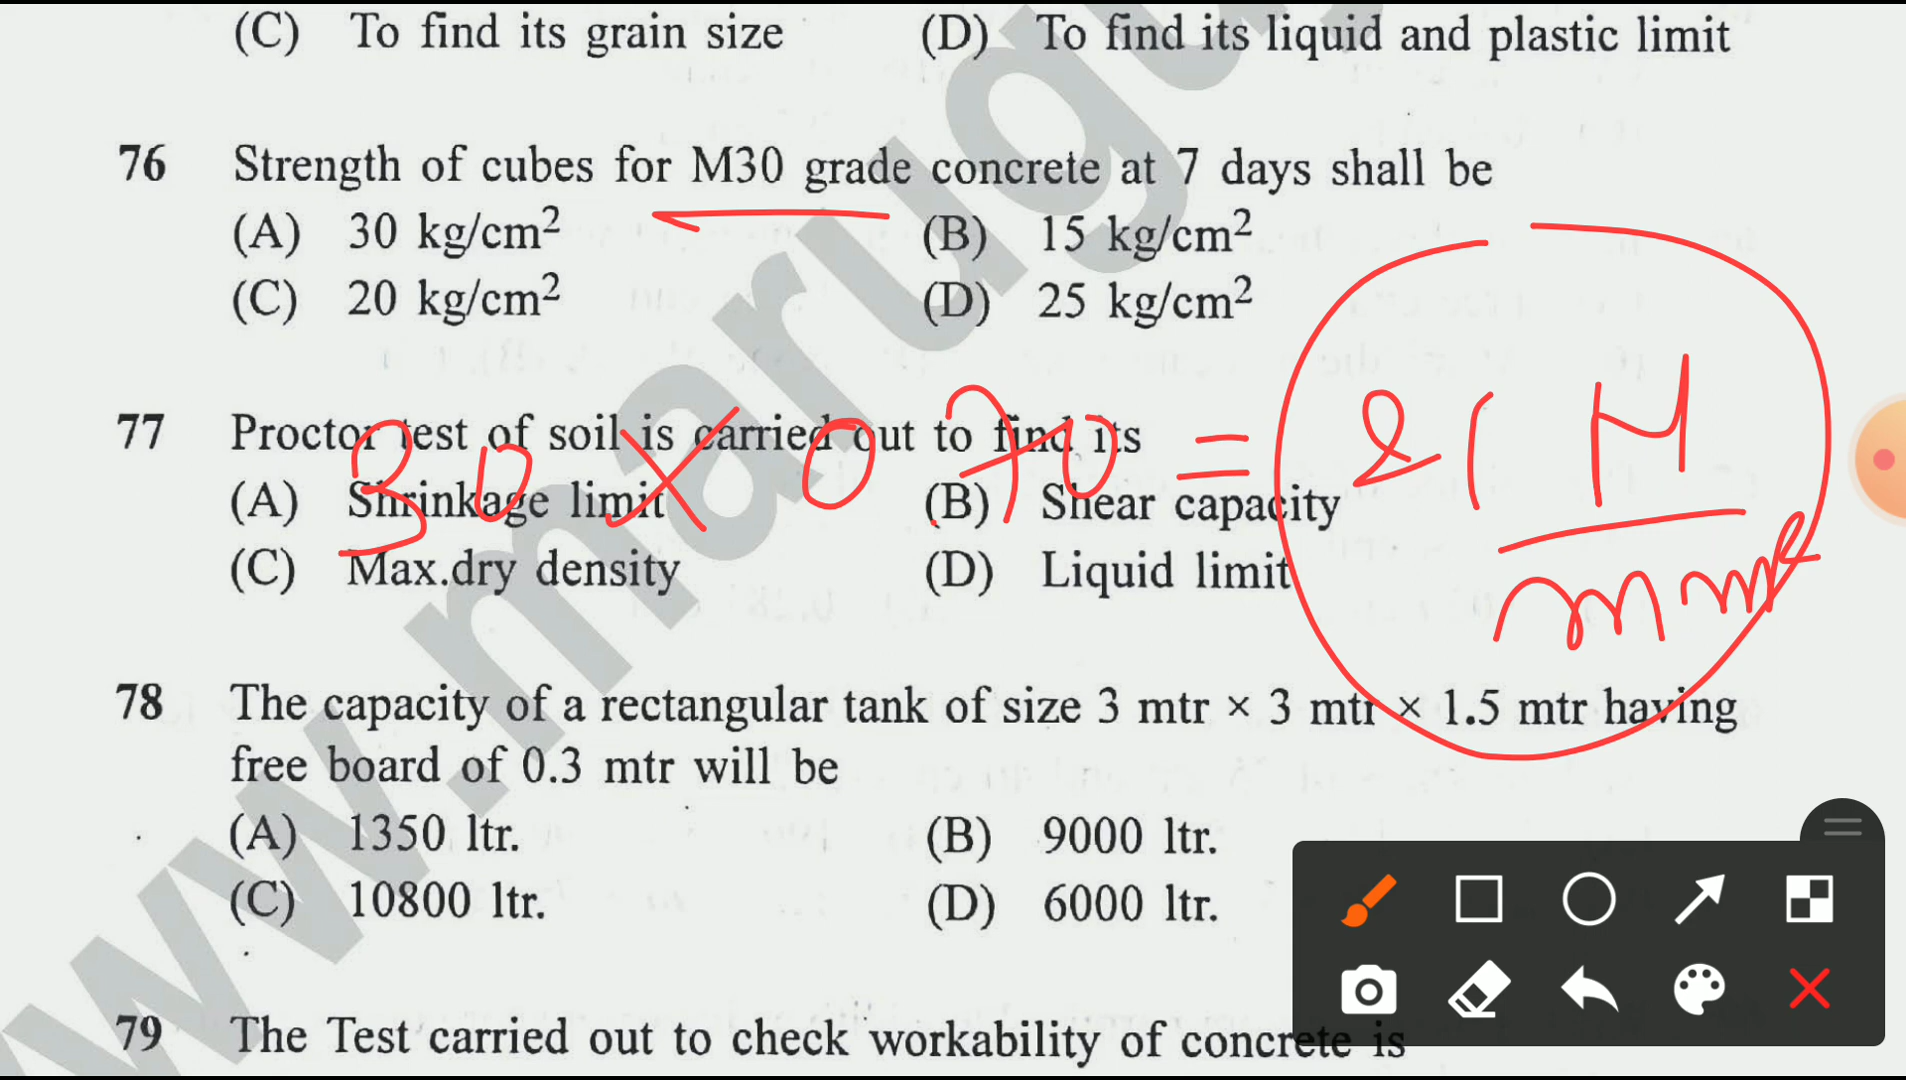 (C) To find its grain size (D) To find its liquid and plastic limit
76 Strength of cubes for M30 grade concrete at 7 days shall be
(A) 30 kg/cm² (B) 15 kg/cm²
(C) 20 kg/cm² (D) 25 kg/cm²
77 Proctor test of soil is carried out to find its
(A) Shrinkage limit (B) Shear capacity
(C) Max.dry density (D) Liquid limit
30 × 0.70 = 21 N/mm²
78 The capacity of a rectangular tank of size 3 mtr × 3 mtr × 1.5 mtr having
free board of 0.3 mtr will be
(A) 1350 ltr. (B) 9000 ltr.
(C) 10800 ltr. (D) 6000 ltr.
79 The Test carried out to check workability of concrete is